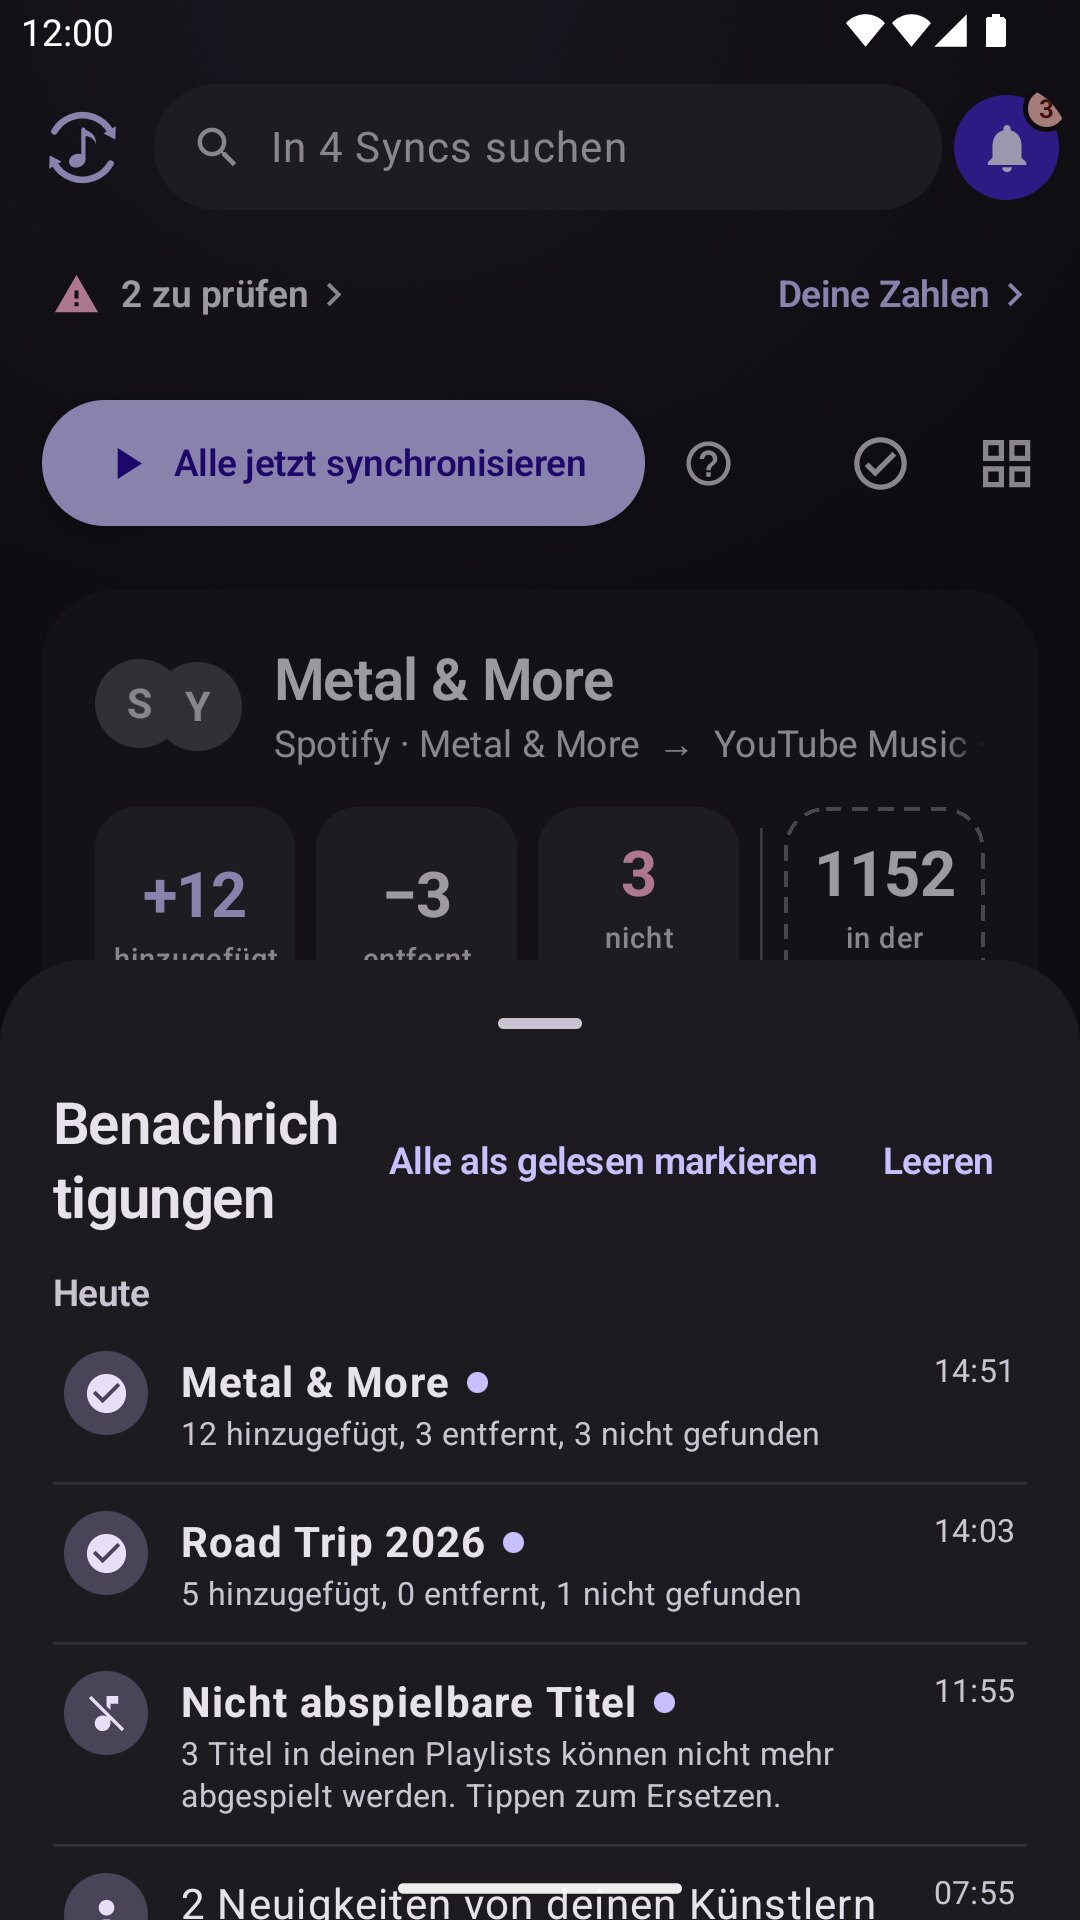 12:00
In 4 Syncs suchen
3
2 zu prüfen
Deine Zahlen
Alle jetzt synchronisieren
Metal & More
S Y
Spotify · Metal & More → YouTube Music
+12
−3
3
1152
hinzugefügt
entfernt
nicht
in der
Benachrich
tigungen
Alle als gelesen markieren
Leeren
Heute
Metal & More
14:51
12 hinzugefügt, 3 entfernt, 3 nicht gefunden
Road Trip 2026
14:03
5 hinzugefügt, 0 entfernt, 1 nicht gefunden
Nicht abspielbare Titel
11:55
3 Titel in deinen Playlists können nicht mehr
abgespielt werden. Tippen zum Ersetzen.
2 Neuigkeiten von deinen Künstlern
07:55